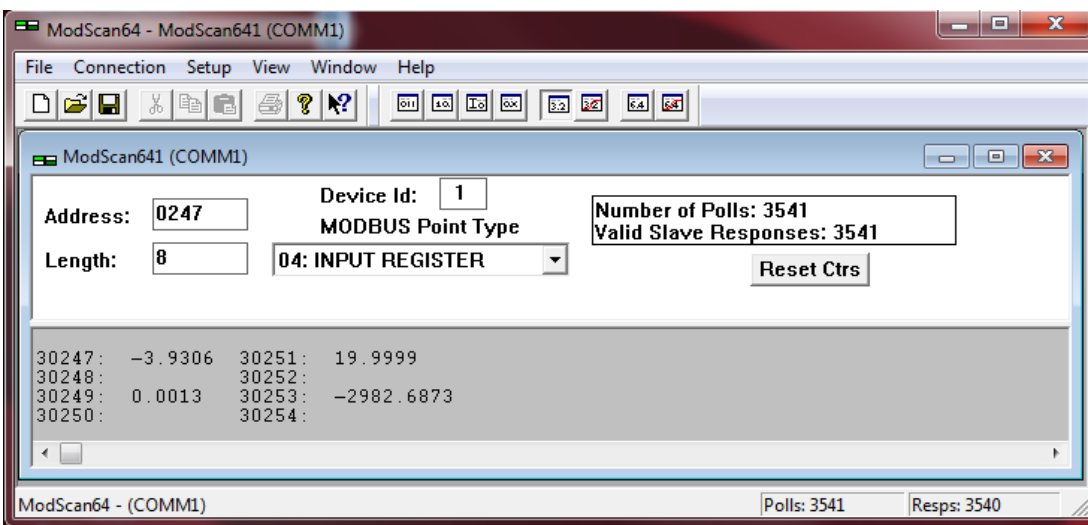 ModScan64 - ModScan641 (COMM1)
File Connection Setup View Window Help
ModScan641 (COMM1)
Address: 0247
Device Id: 1
MODBUS Point Type
Length: 8
04: INPUT REGISTER
Number of Polls: 3541
Valid Slave Responses: 3541
Reset Ctrs
30247: -3.9306 30251: 19.9999
30248: 30252:
30249: 0.0013 30253: -2982.6873
30250: 30254:
ModScan64 - (COMM1) Polls: 3541 Resps: 3540